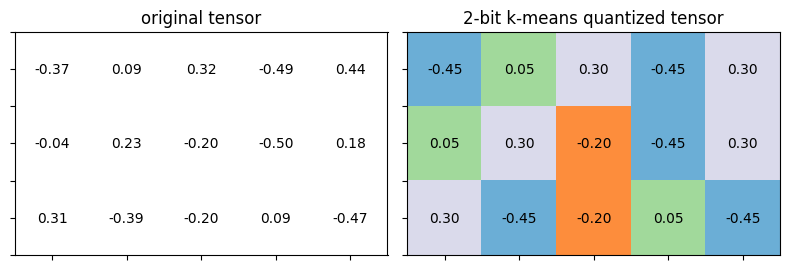 original tensor
-0.37 0.09 0.32 -0.49 0.44
-0.04 0.23 -0.20 -0.50 0.18
0.31 -0.39 -0.20 0.09 -0.47
2-bit k-means quantized tensor
-0.45 0.05 0.30 -0.45 0.30
0.05 0.30 -0.20 -0.45 0.30
0.30 -0.45 -0.20 0.05 -0.45